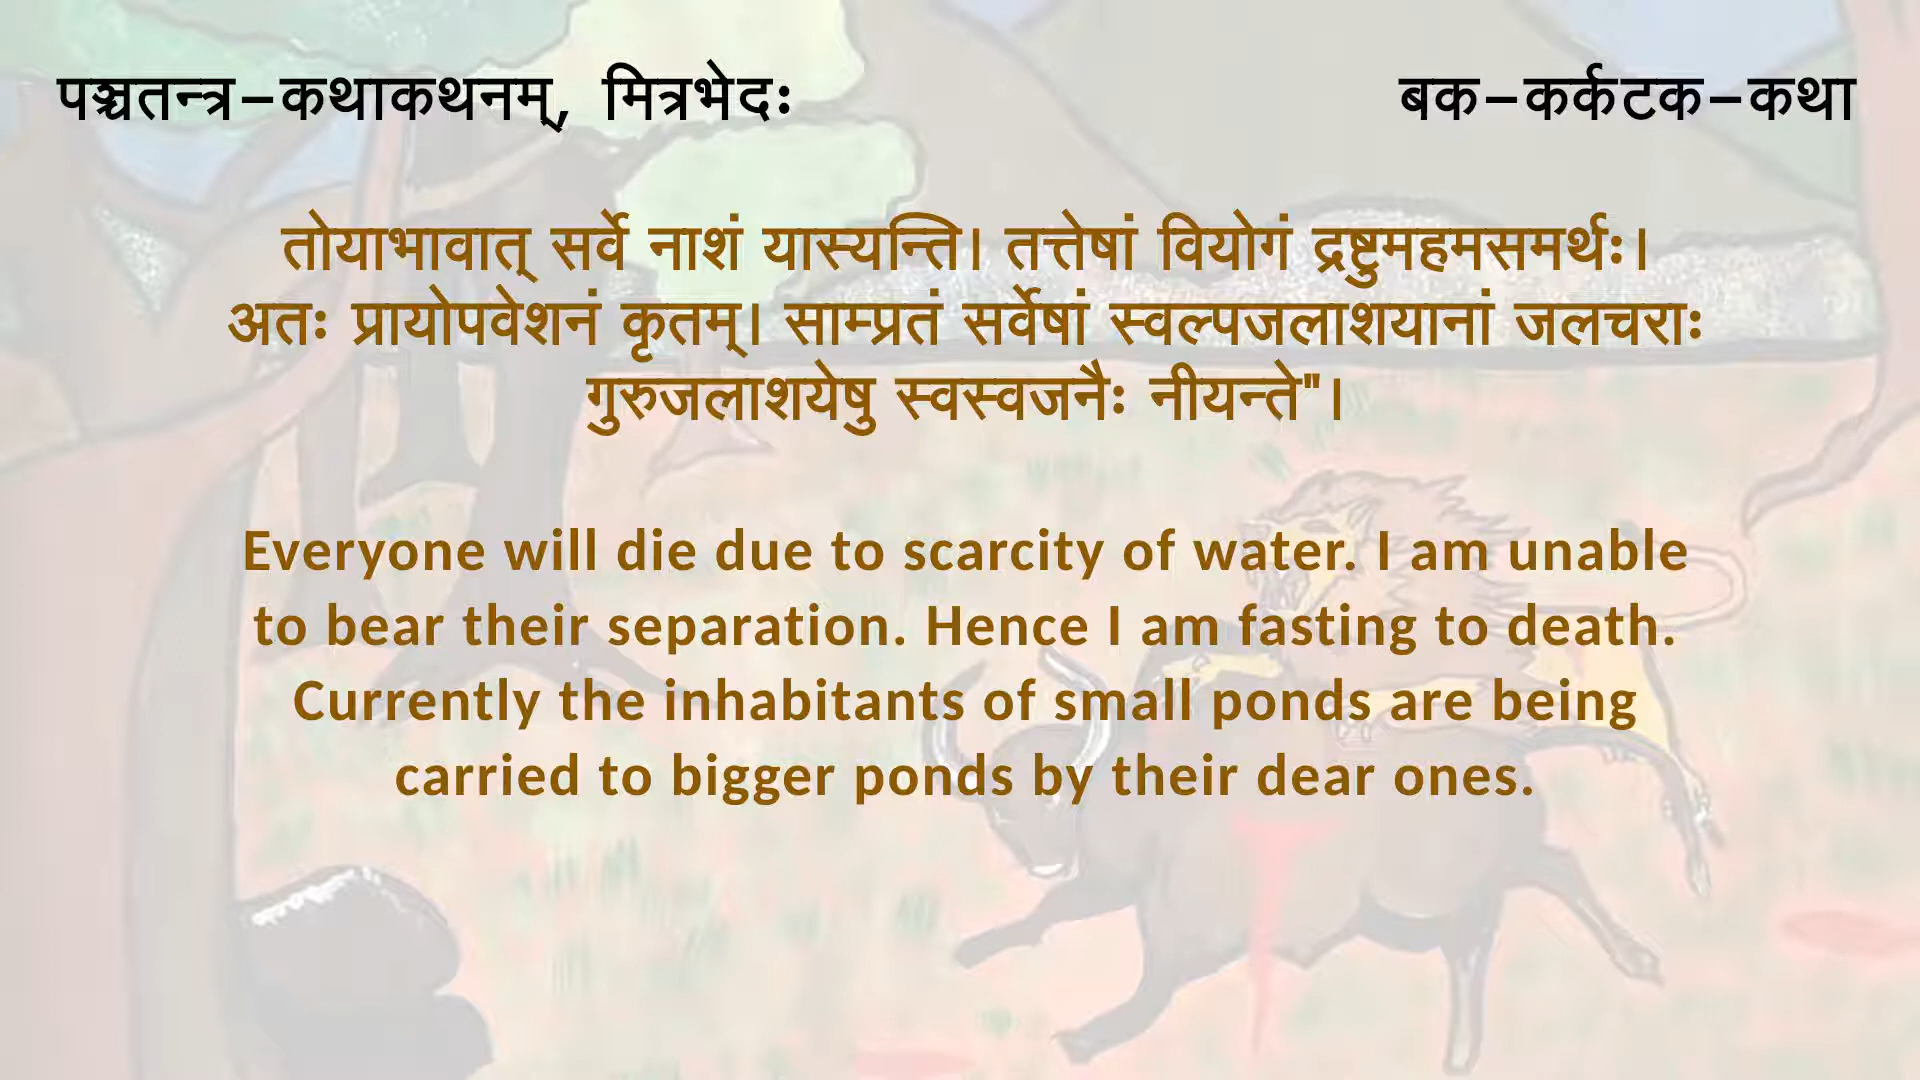 पञ्चतन्त्र-कथाकथनम्, मित्रभेदः
बक-कर्कटक-कथा
तोयाभावात् सर्वे नाशं यास्यन्ति। तत्तेषां वियोगं द्रष्टुमहमसमर्थः।
अतः प्रायोपवेशनं कृतम्। साम्प्रतं सर्वेषां स्वल्पजलाशयानां जलचराः
गुरुजलाशयेषु स्वस्वजनैः नीयन्ते"।
Everyone will die due to scarcity of water. I am unable
to bear their separation. Hence I am fasting to death.
Currently the inhabitants of small ponds are being
carried to bigger ponds by their dear ones.